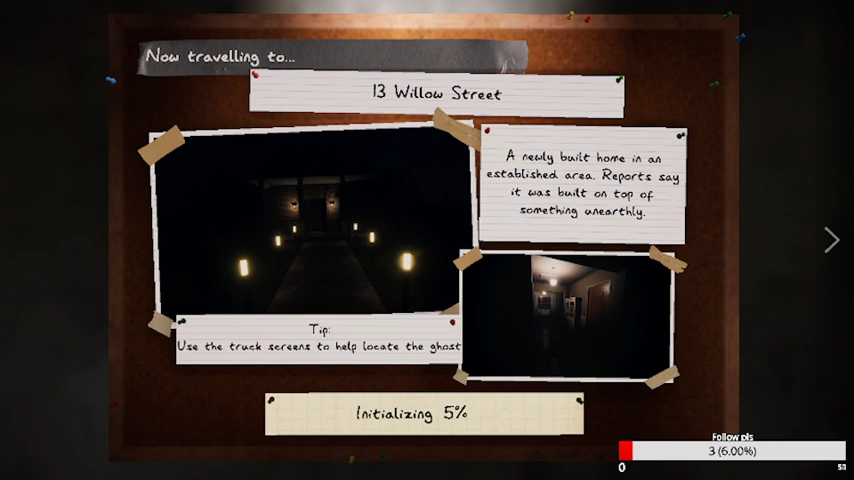 Now travelling to...
13 Willow Street
A newly built home in an
established area. Reports say
it was built on top of
something unearthly.
Tip:
Use the truck screens to help locate the ghost
Initializing 5%
Follow pls
3 (6.00%)
0
50